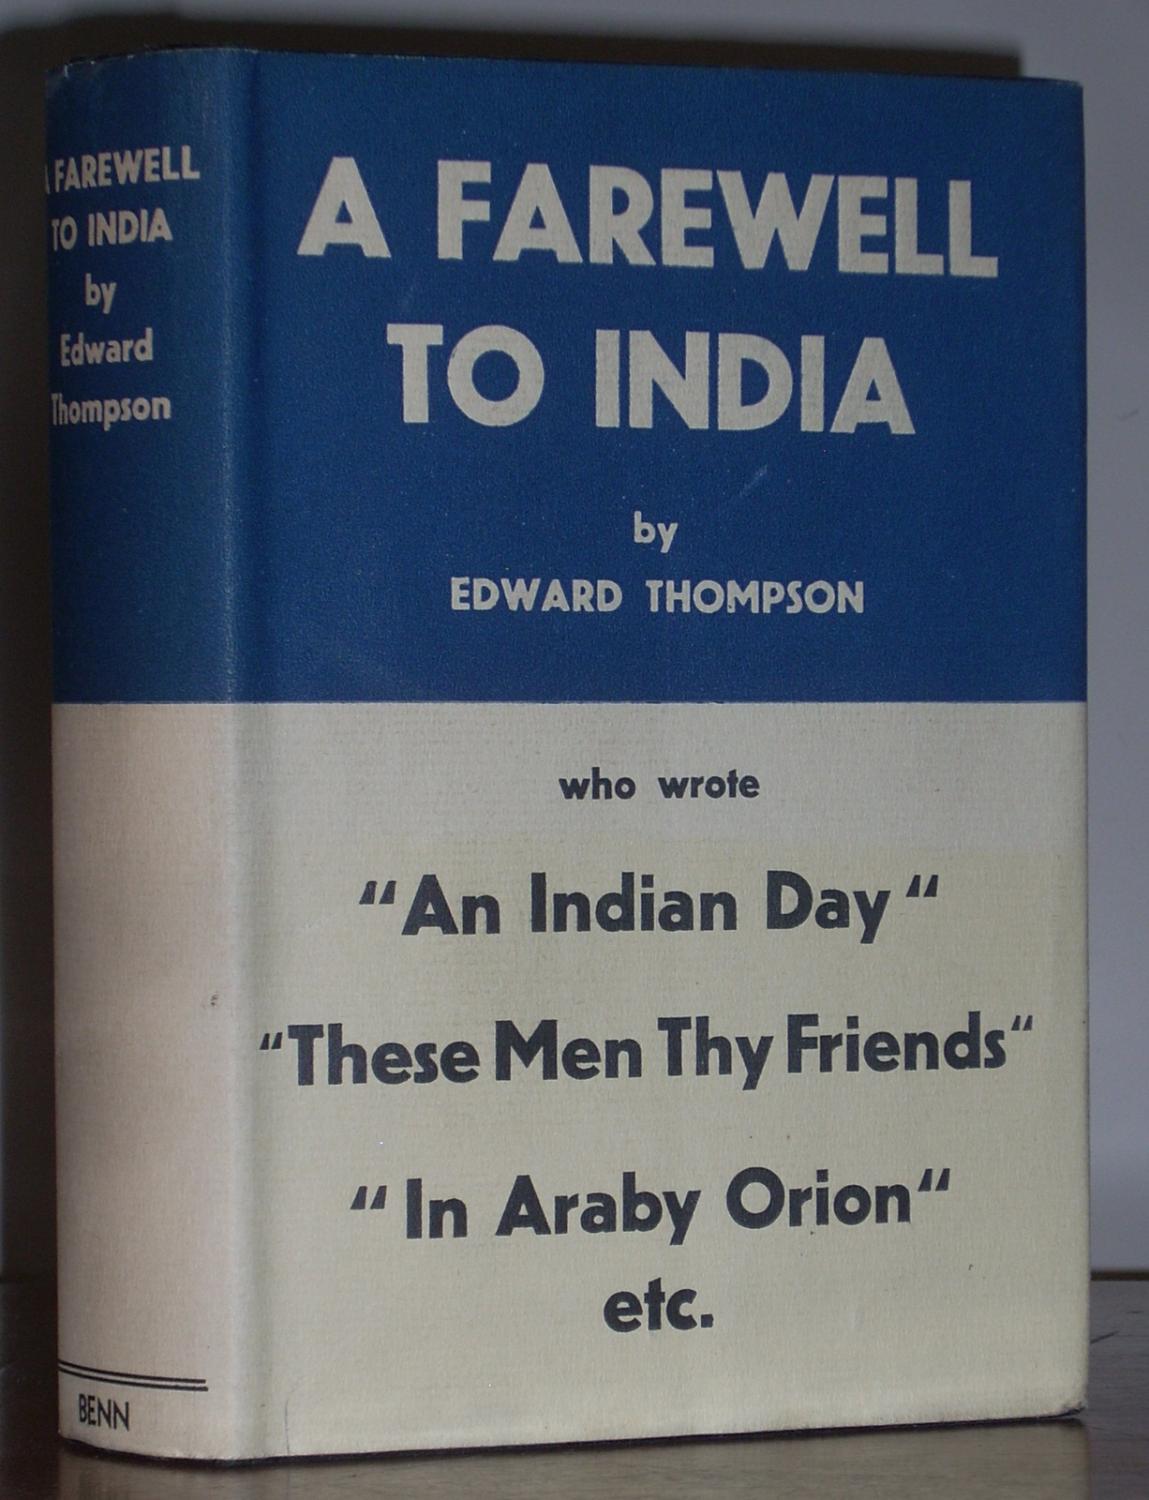 A FAREWELL
TO INDIA
by
Edward
Thompson
BENN
A FAREWELL
TO INDIA
by
EDWARD THOMPSON
who wrote
“An Indian Day“
“These Men Thy Friends“
“In Araby Orion“
etc.